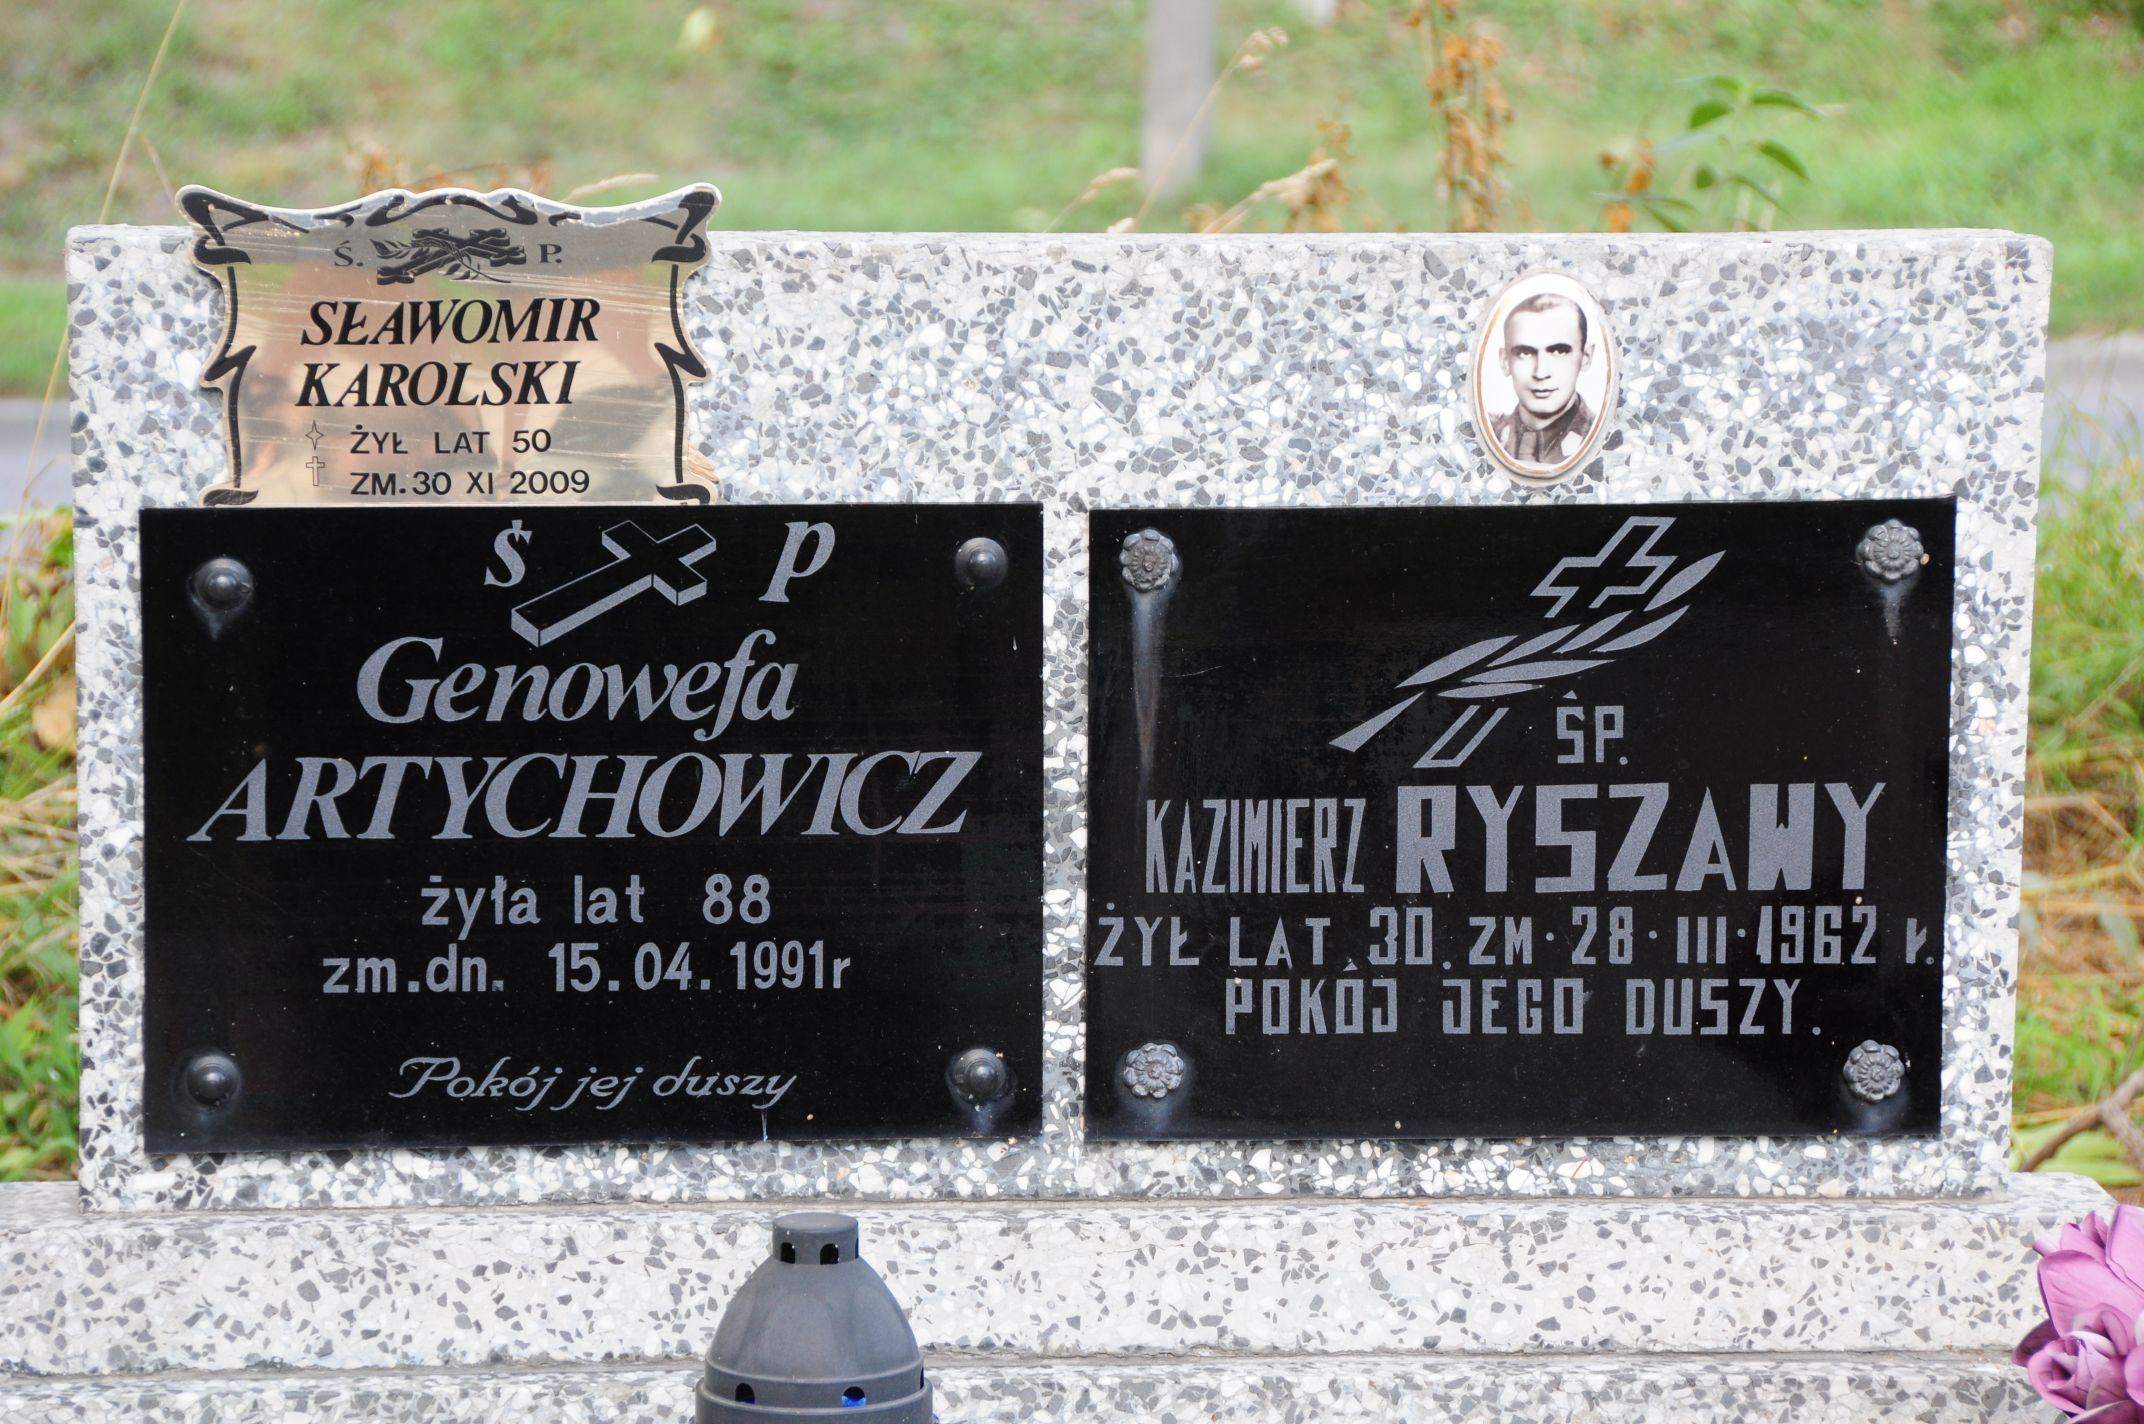 Ś. P.
SŁAWOMIR
KAROLSKI
ŻYŁ LAT 50
ZM. 30 XI 2009
ś p
Genowefa
ARTYCHOWICZ
żyła lat 88
zm.dn. 15.04.1991r
Pokój jej duszy
ŚP.
KAZIMIERZ RYSZAWY
ŻYŁ LAT 30. ZM·28·III·1962 r.
POKÓJ JEGO DUSZY.